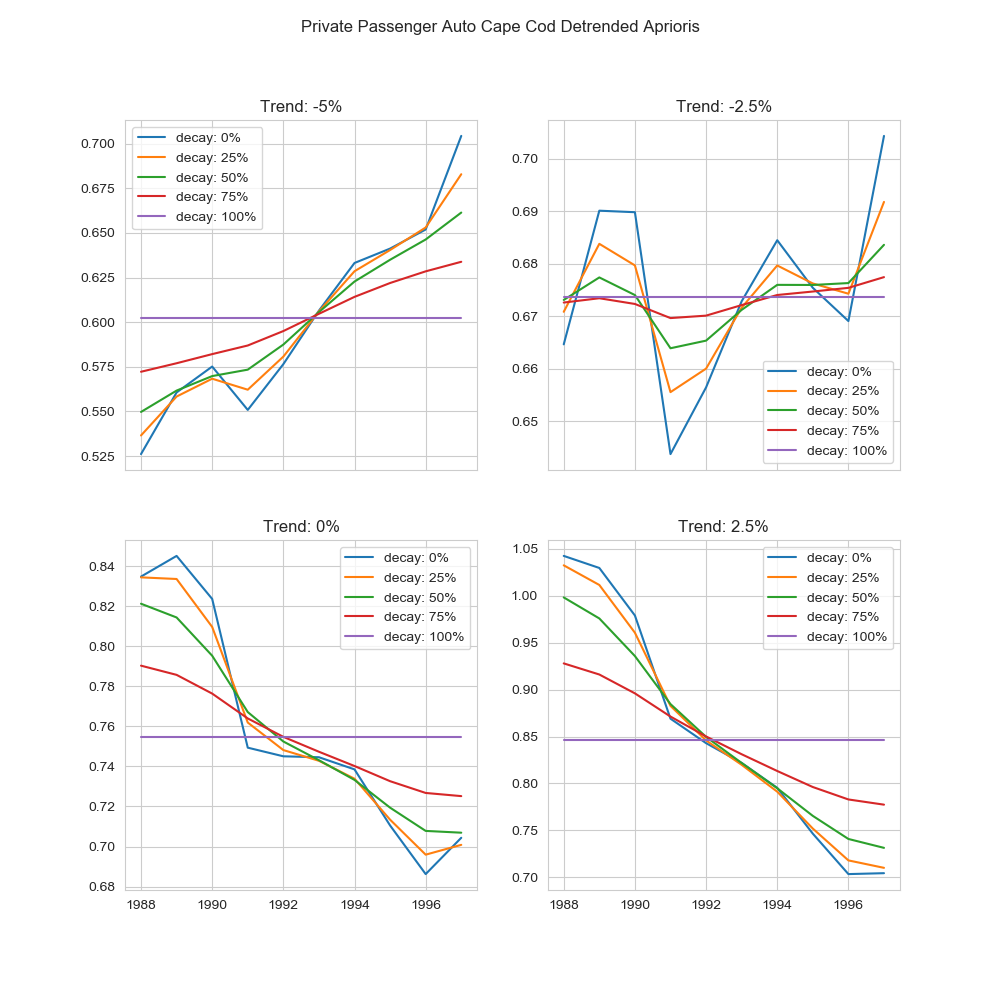 Private Passenger Auto Cape Cod Detrended Aprioris
Trend: -5%
0.700
0.675
0.650
0.625
0.600
0.575
0.550
0.525
decay: 0%
decay: 25%
decay: 50%
decay: 75%
decay: 100%
Trend: -2.5%
0.70
0.69
0.68
0.67
0.66
0.65
decay: 0%
decay: 25%
decay: 50%
decay: 75%
decay: 100%
Trend: 0%
0.84
0.82
0.80
0.78
0.76
0.74
0.72
0.70
0.68
decay: 0%
decay: 25%
decay: 50%
decay: 75%
decay: 100%
1988 1990 1992 1994 1996
Trend: 2.5%
1.05
1.00
0.95
0.90
0.85
0.80
0.75
0.70
decay: 0%
decay: 25%
decay: 50%
decay: 75%
decay: 100%
1988 1990 1992 1994 1996